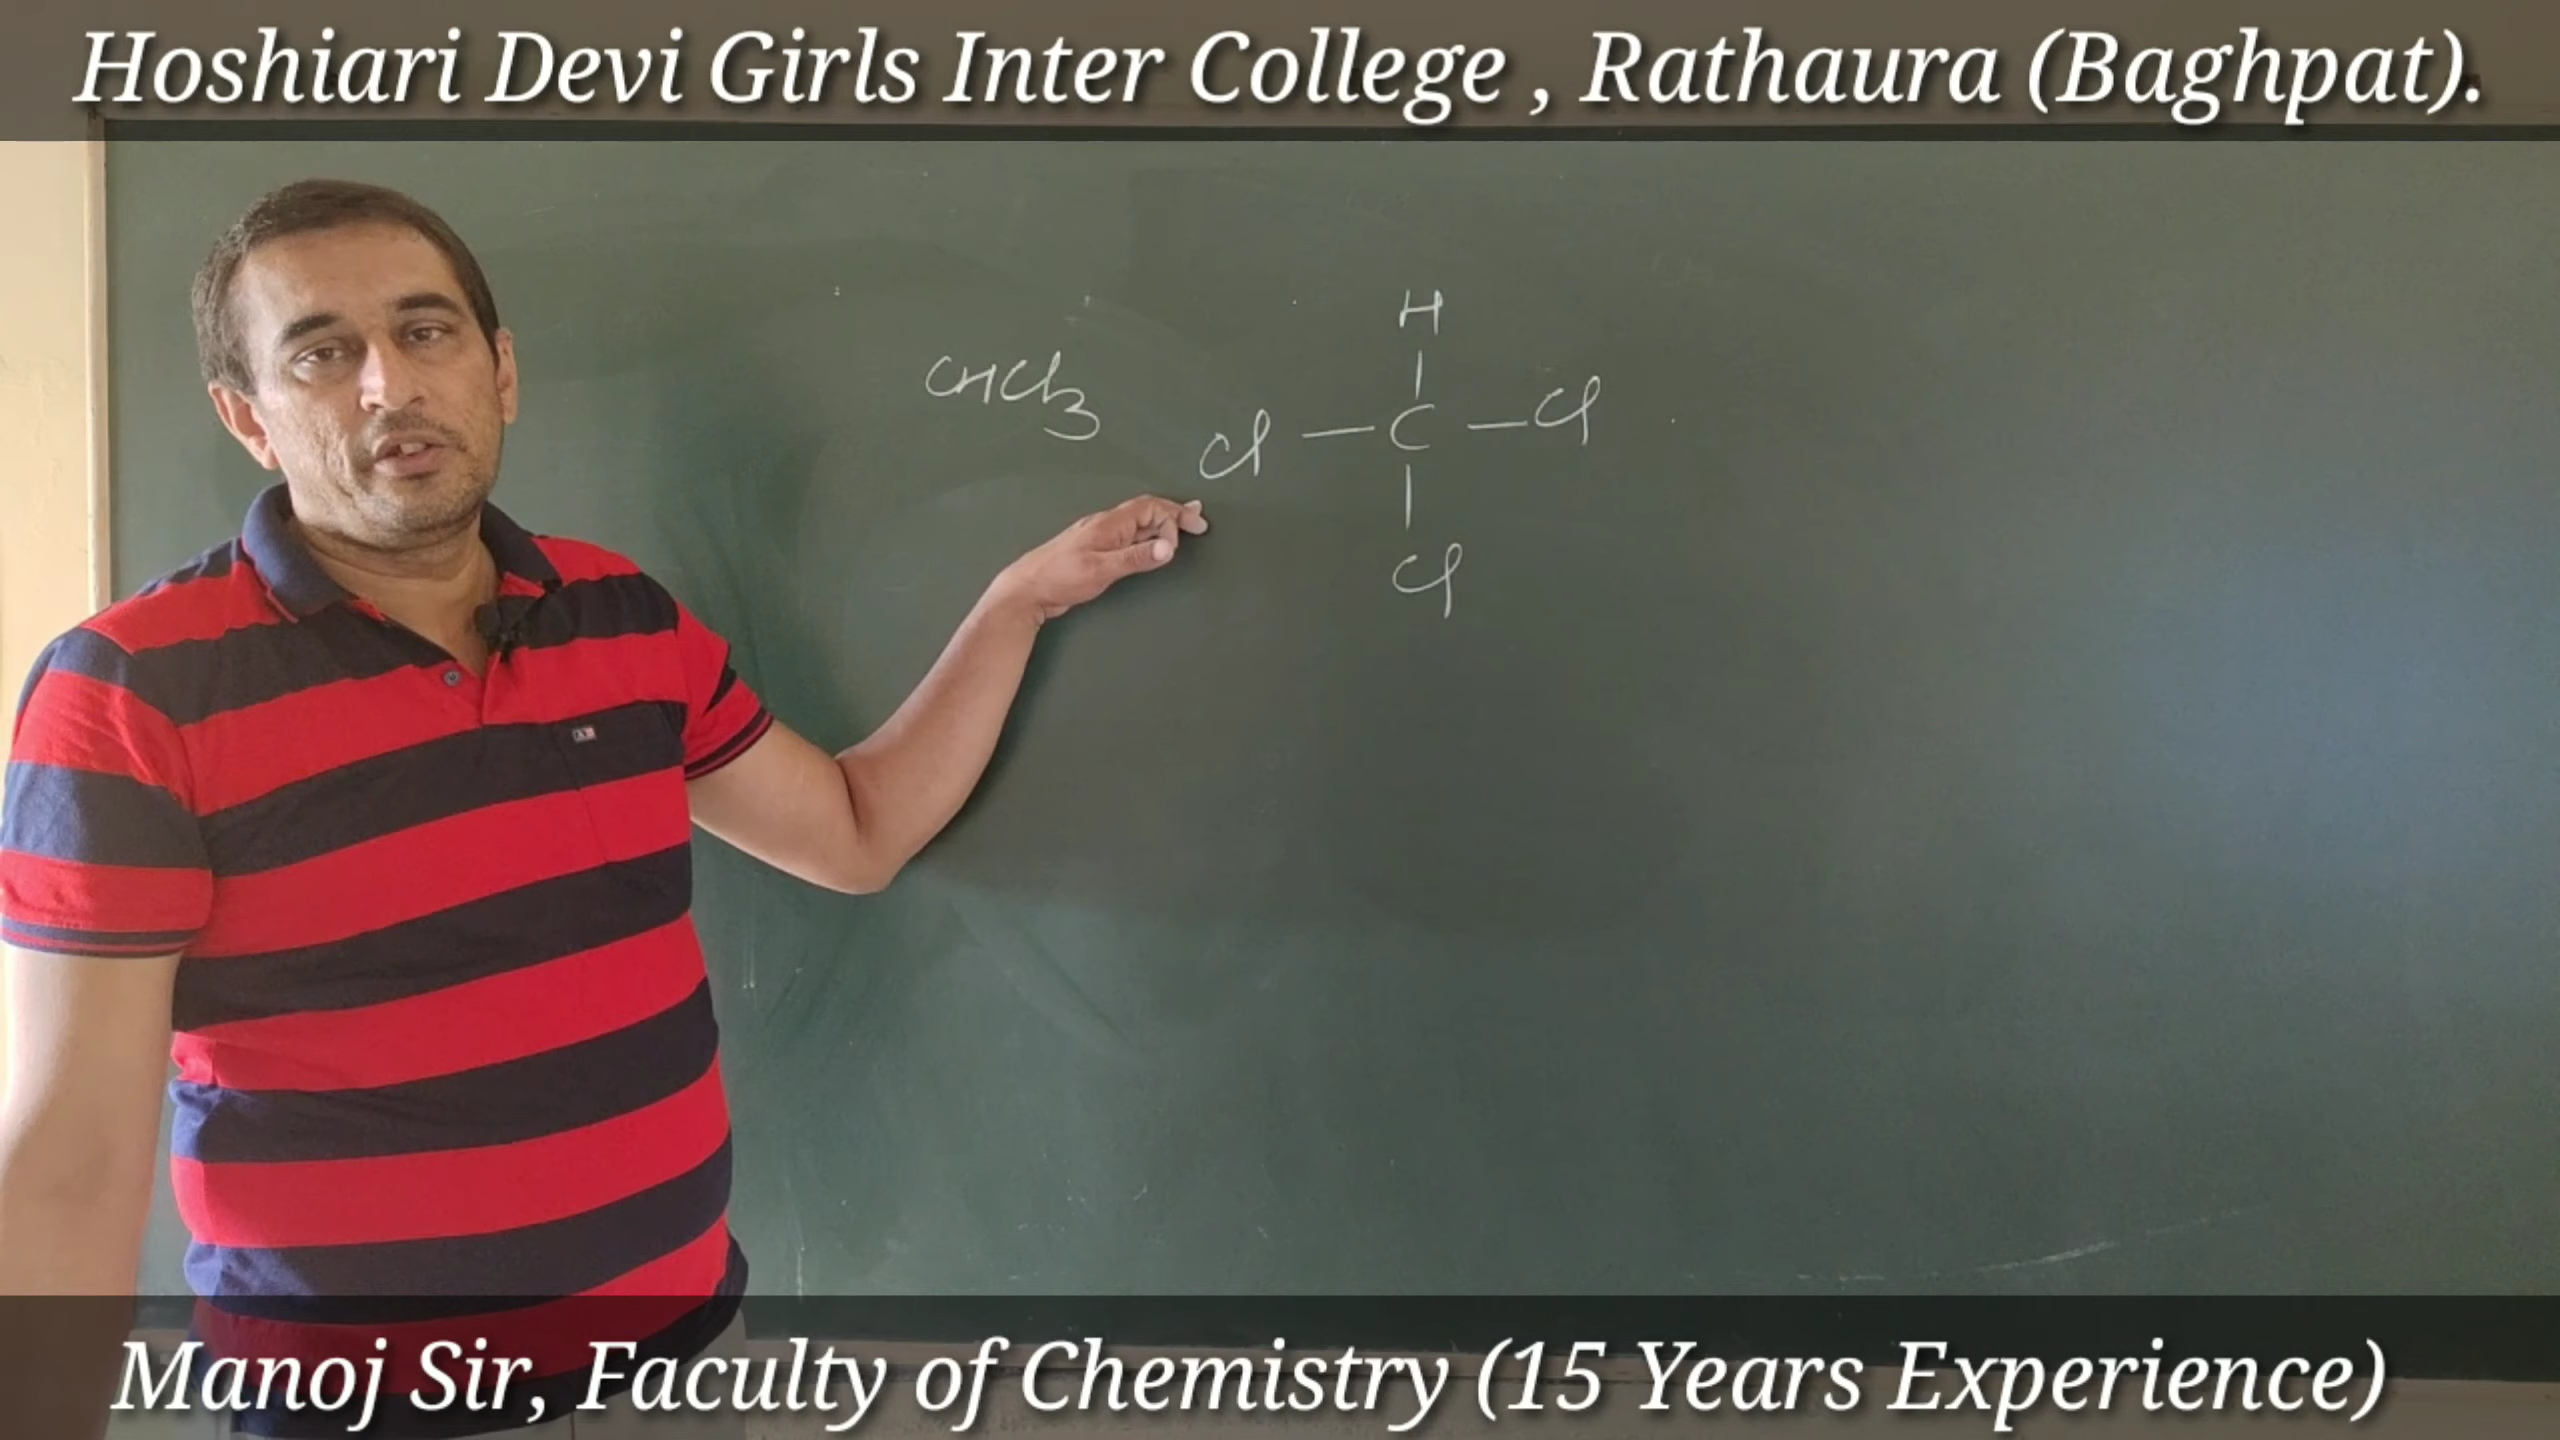 Hoshiari Devi Girls Inter College , Rathaura (Baghpat).
CHCl3
H
Cl — C — Cl
Cl
Manoj Sir, Faculty of Chemistry (15 Years Experience)